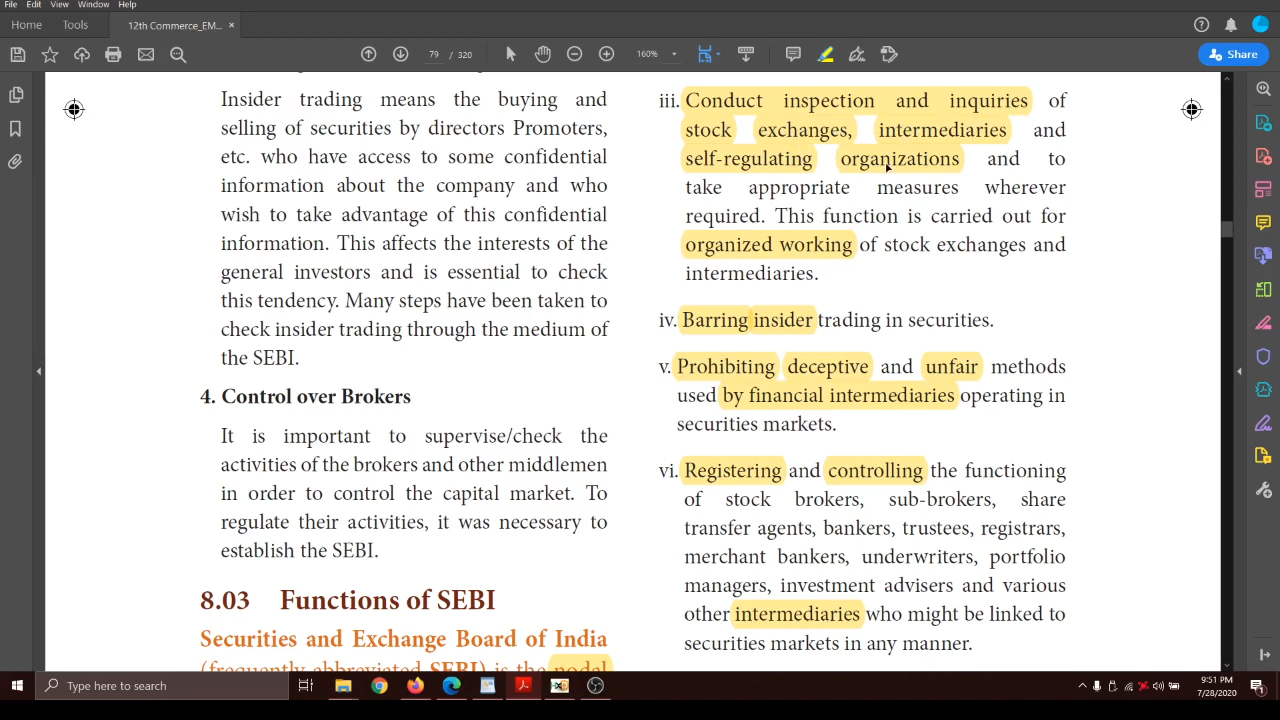 File Edit View Window Help
Home Tools 12th Commerce_EM... ×
79 / 320 160% Share
Insider trading means the buying and
selling of securities by directors Promoters,
etc. who have access to some confidential
information about the company and who
wish to take advantage of this confidential
information. This affects the interests of the
general investors and is essential to check
this tendency. Many steps have been taken to
check insider trading through the medium of
the SEBI.
4. Control over Brokers
It is important to supervise/check the
activities of the brokers and other middlemen
in order to control the capital market. To
regulate their activities, it was necessary to
establish the SEBI.
8.03 Functions of SEBI
Securities and Exchange Board of India
(frequently abbreviated SEBI) is the nodal
iii. Conduct inspection and inquiries of
stock exchanges, intermediaries and
self-regulating organizations and to
take appropriate measures wherever
required. This function is carried out for
organized working of stock exchanges and
intermediaries.
iv. Barring insider trading in securities.
v. Prohibiting deceptive and unfair methods
used by financial intermediaries operating in
securities markets.
vi. Registering and controlling the functioning
of stock brokers, sub-brokers, share
transfer agents, bankers, trustees, registrars,
merchant bankers, underwriters, portfolio
managers, investment advisers and various
other intermediaries who might be linked to
securities markets in any manner.
Type here to search
9:51 PM
7/28/2020